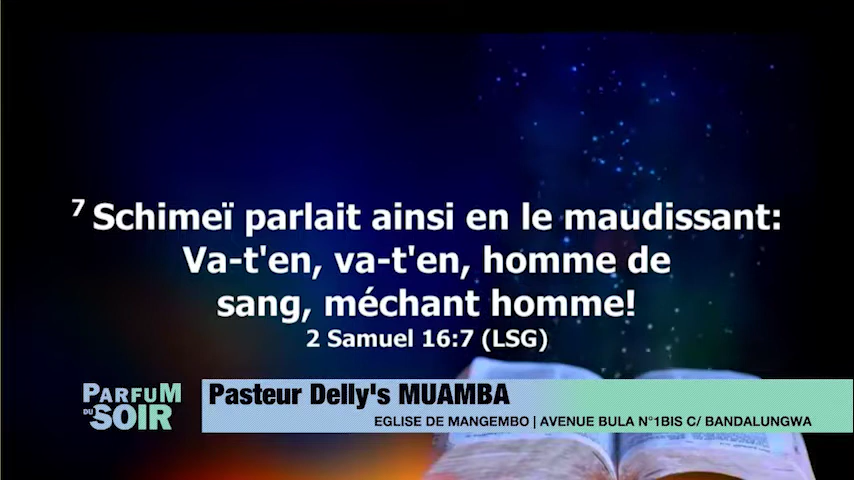 7 Schimeï parlait ainsi en le maudissant:
Va-t'en, va-t'en, homme de
sang, méchant homme!
2 Samuel 16:7 (LSG)
PARFUM
DU SOIR
Pasteur Delly's MUAMBA
EGLISE DE MANGEMBO | AVENUE BULA N°1BIS C/ BANDALUNGWA